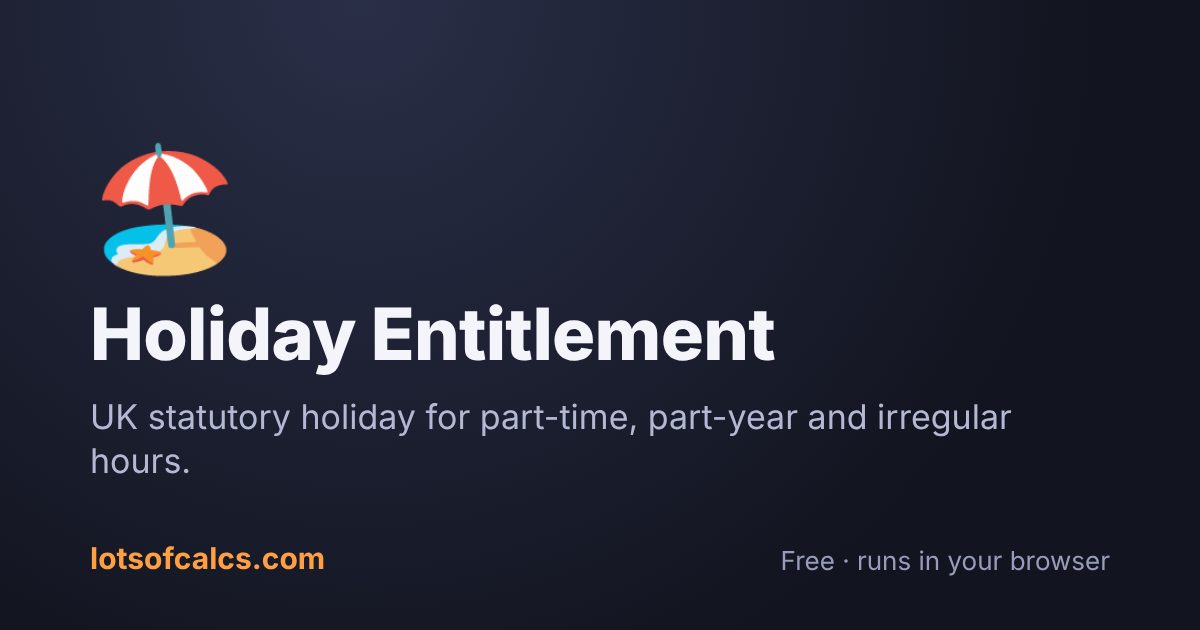 Holiday Entitlement
UK statutory holiday for part-time, part-year and irregular
hours.
lotsofcalcs.com
Free · runs in your browser